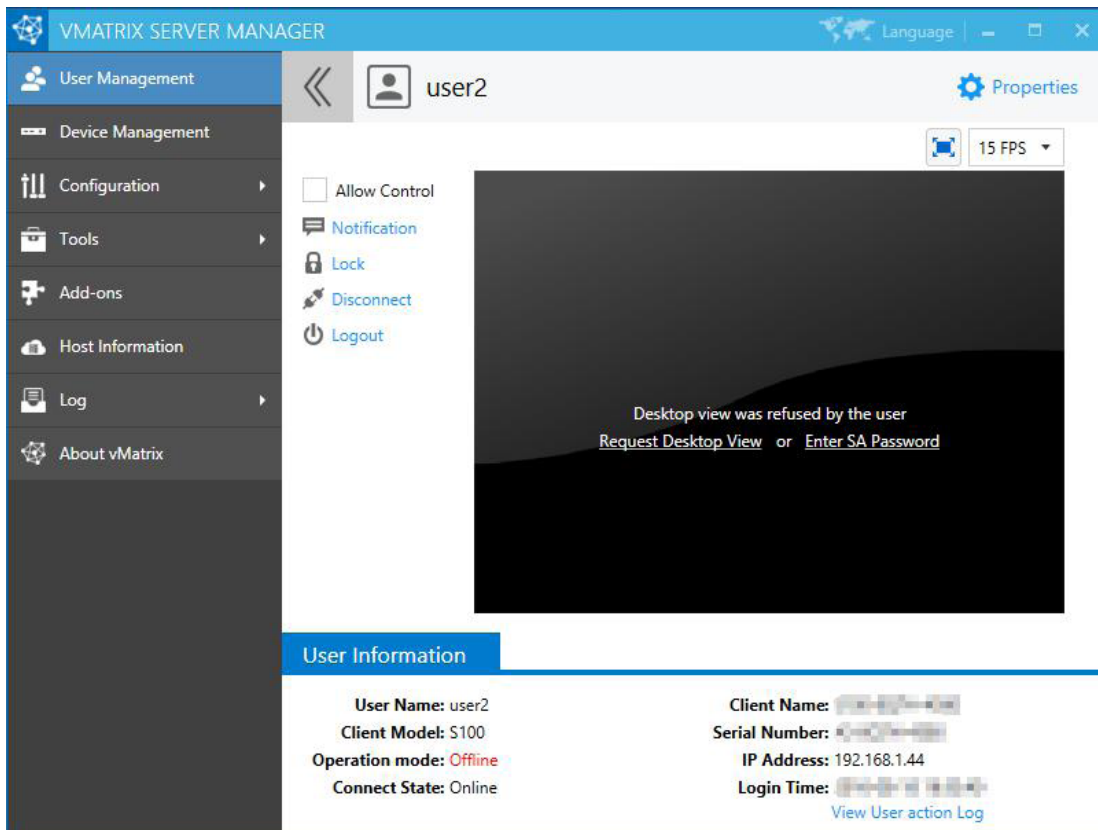 VMATRIX SERVER MANAGER
Language
User Management
Device Management
Configuration
Tools
Add-ons
Host Information
Log
About vMatrix
user2
Properties
15 FPS
Allow Control
Notification
Lock
Disconnect
Logout
Desktop view was refused by the user
Request Desktop View or Enter SA Password
User Information
User Name: user2
Client Model: S100
Operation mode: Offline
Connect State: Online
Client Name:
Serial Number:
IP Address: 192.168.1.44
Login Time:
View User action Log